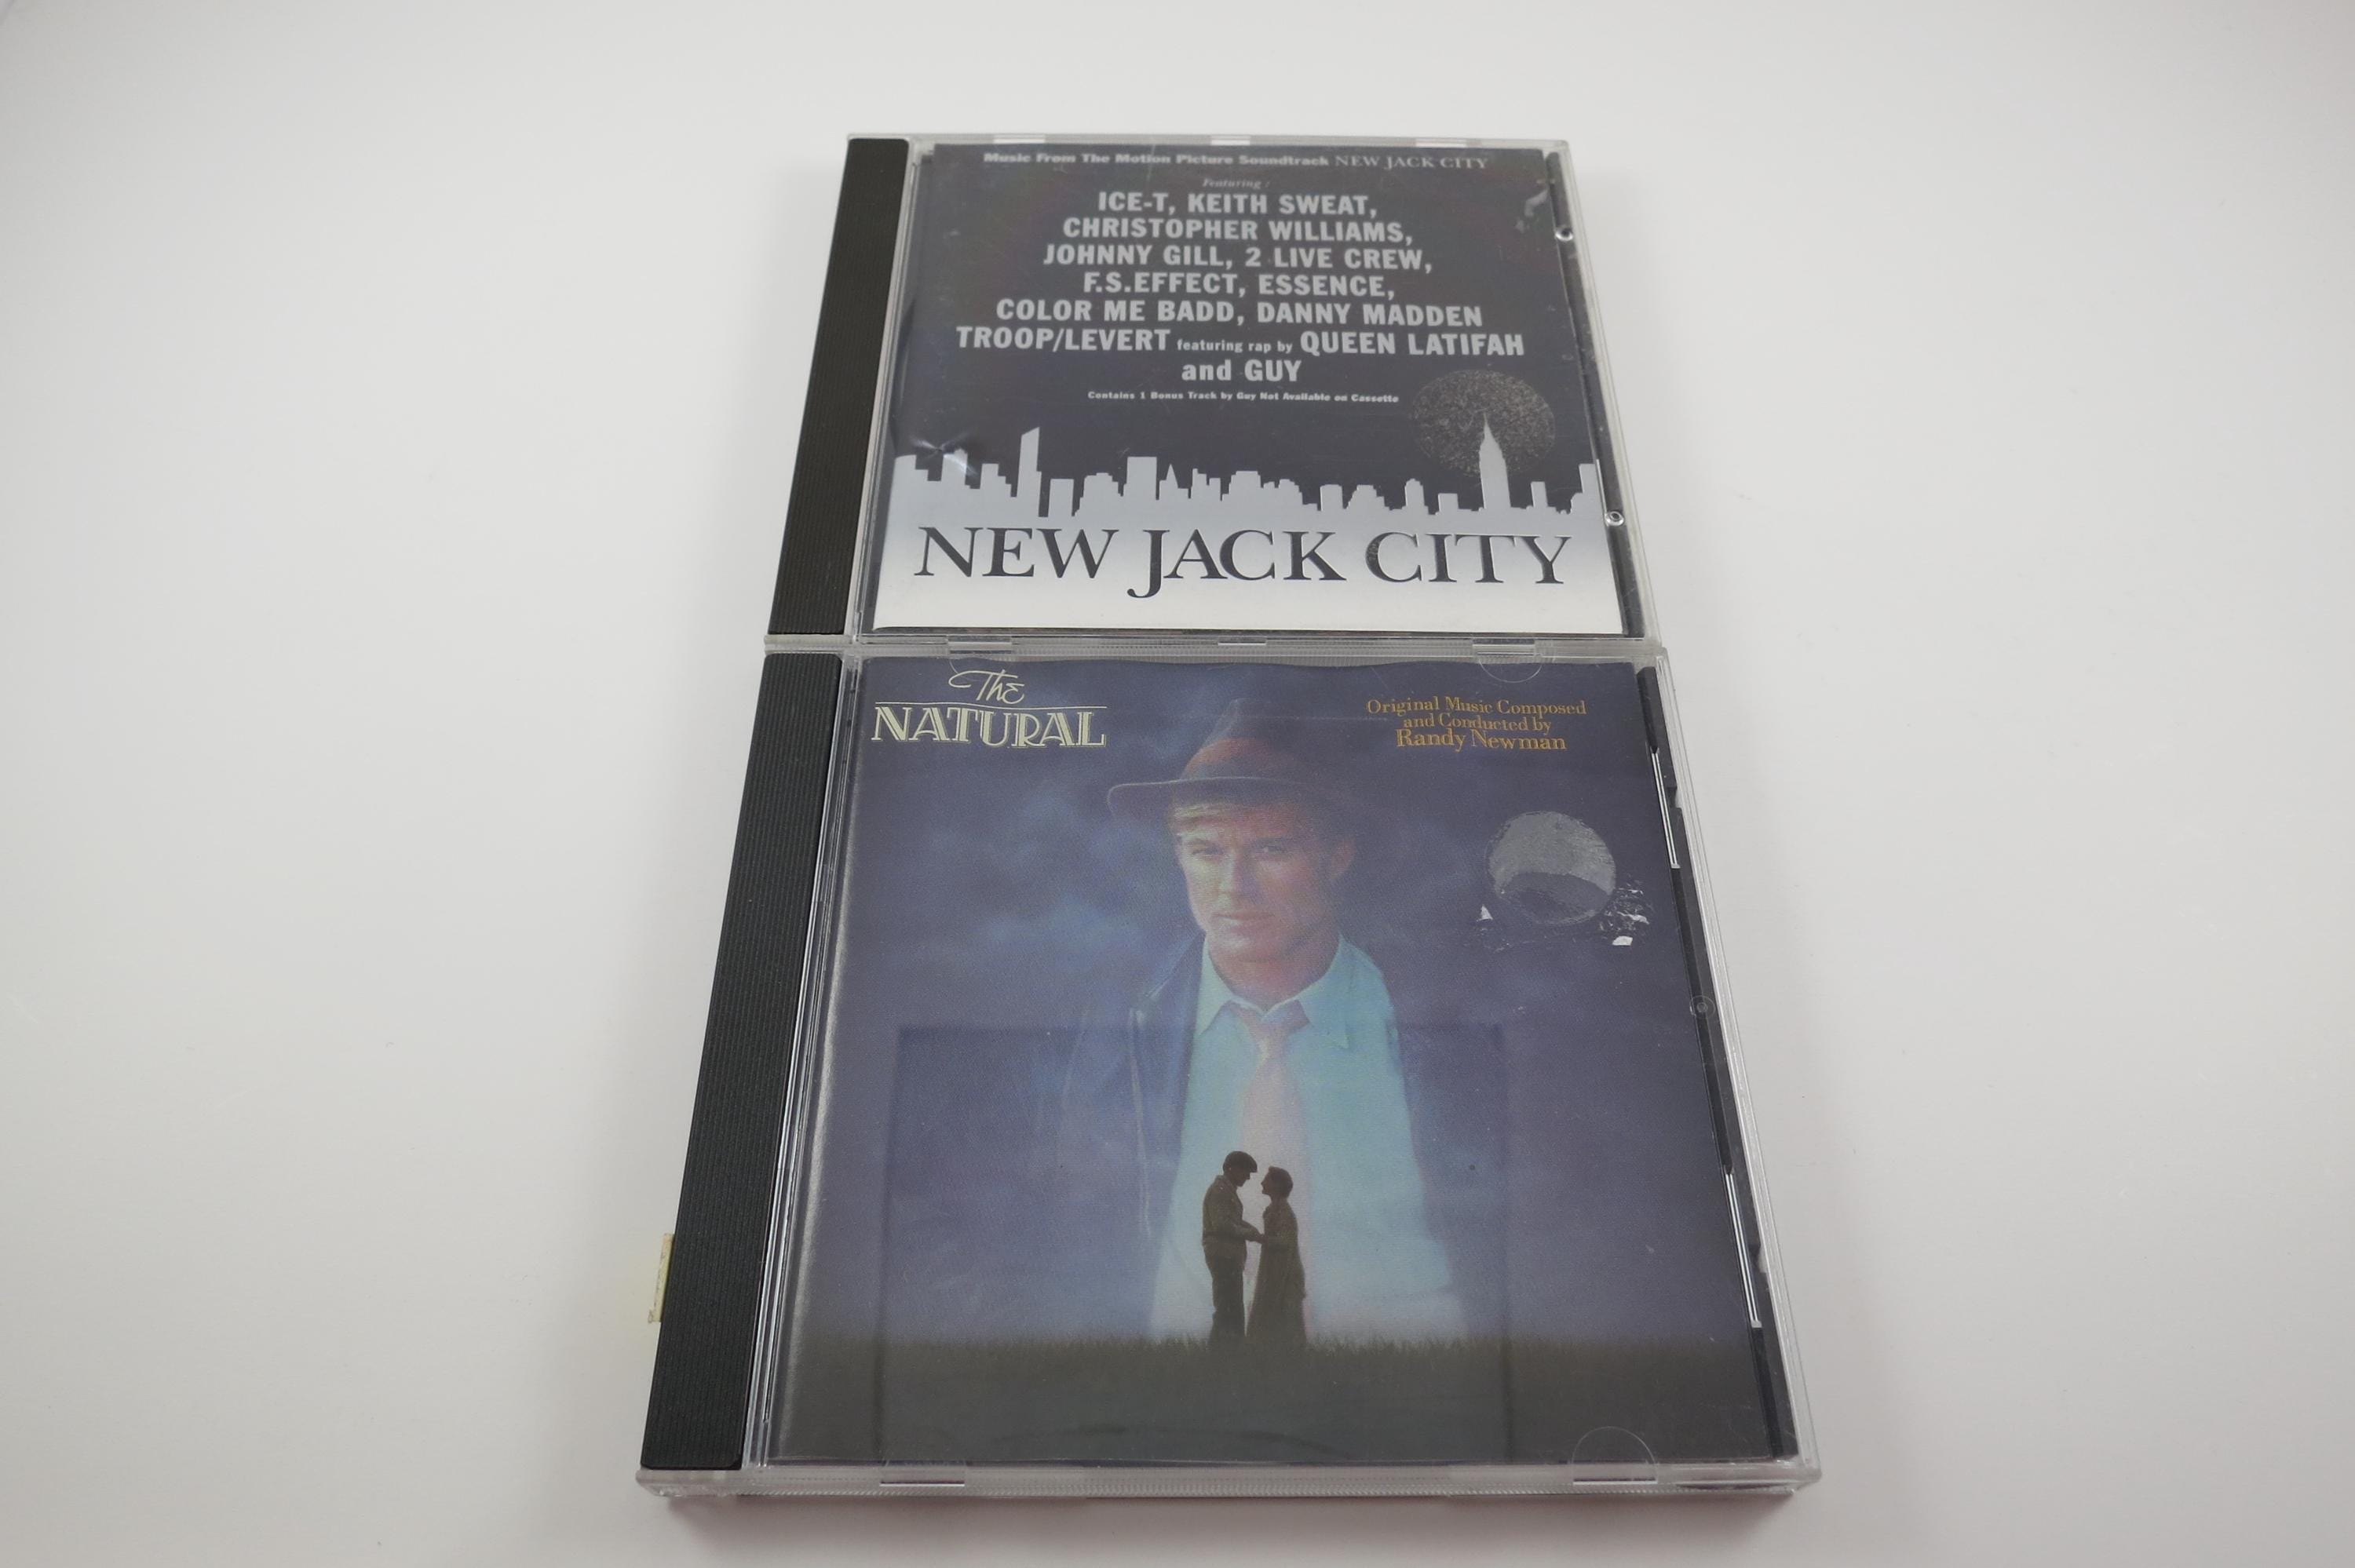 Music From The Motion Picture Soundtrack NEW JACK CITY
Featuring :
ICE-T, KEITH SWEAT,
CHRISTOPHER WILLIAMS,
JOHNNY GILL, 2 LIVE CREW,
F.S.EFFECT, ESSENCE,
COLOR ME BADD, DANNY MADDEN
TROOP/LEVERT featuring rap by QUEEN LATIFAH
and GUY
Contains 1 Bonus Track by Guy Not Available on Cassette
NEW JACK CITY
The
NATURAL
Original Music Composed
and Conducted by
Randy Newman